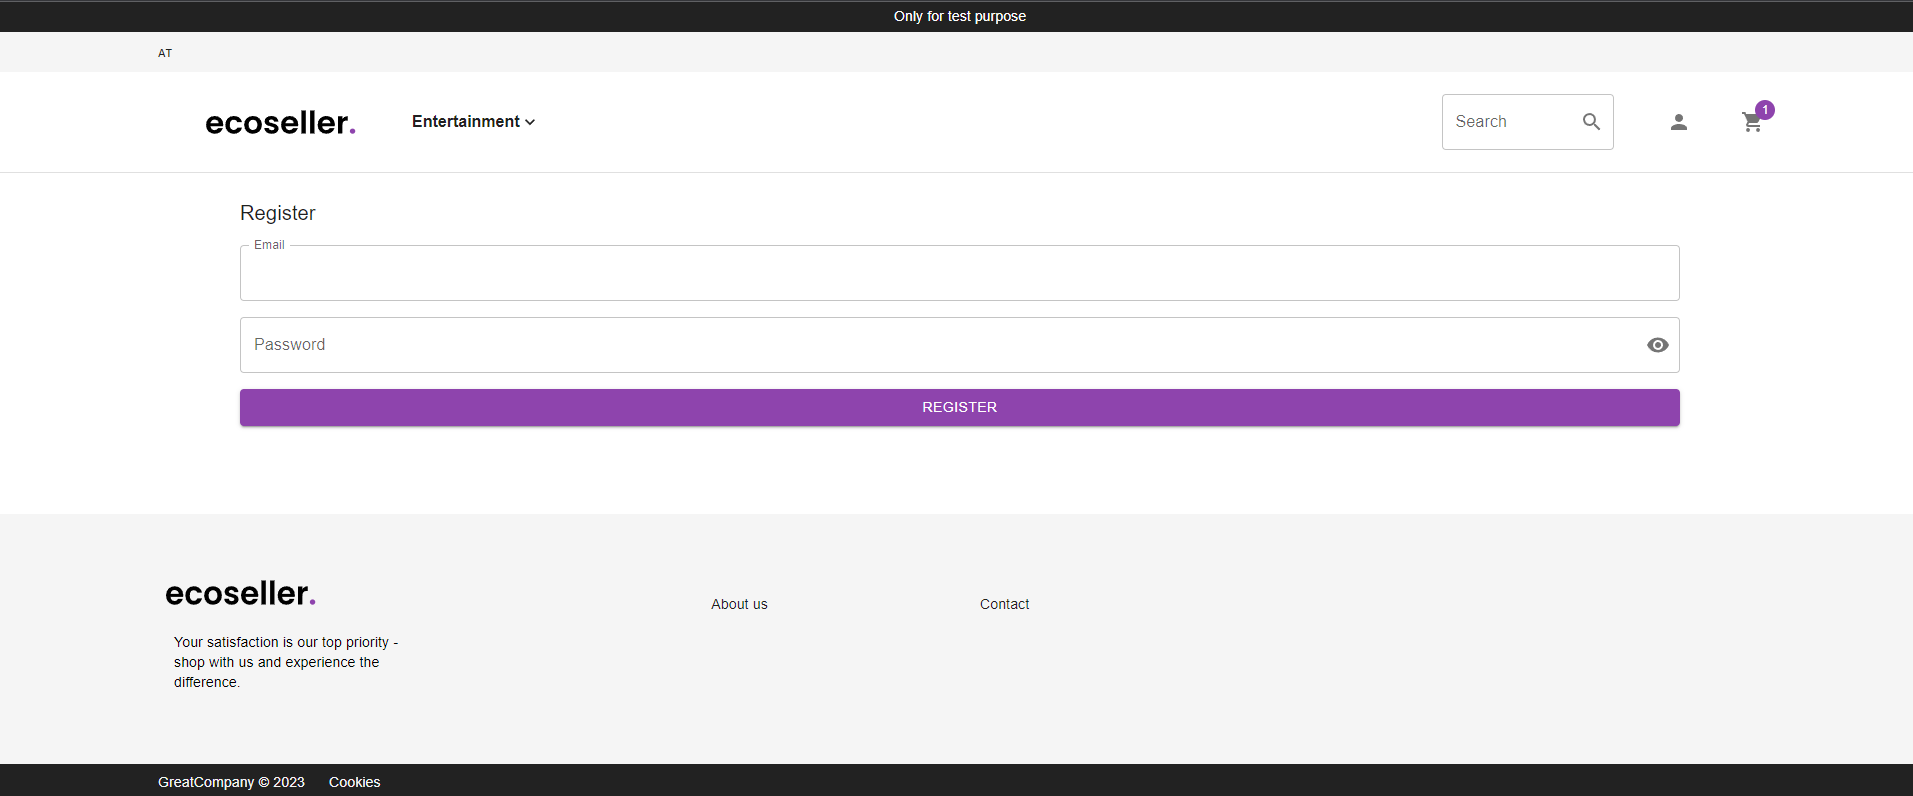 Only for test purpose
AT
ecoseller.
Entertainment
Search
1
Register
Email
Password
REGISTER
ecoseller.
About us
Contact
Your satisfaction is our top priority -
shop with us and experience the
difference.
GreatCompany © 2023
Cookies